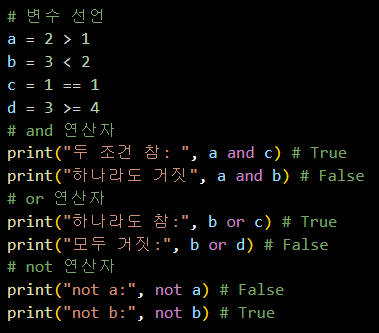 # 변수 선언
a = 2 > 1
b = 3 < 2
c = 1 == 1
d = 3 >= 4
# and 연산자
print("두 조건 참: ", a and c) # True
print("하나라도 거짓", a and b) # False
# or 연산자
print("하나라도 참:", b or c) # True
print("모두 거짓:", b or d) # False
# not 연산자
print("not a:", not a) # False
print("not b:", not b) # True